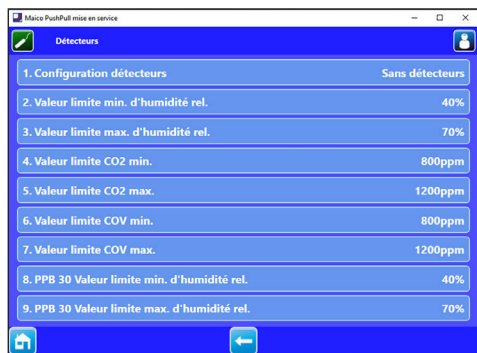 Maico PushPull mise en service
Détecteurs
1. Configuration détecteurs Sans détecteurs
2. Valeur limite min. d'humidité rel. 40%
3. Valeur limite max. d'humidité rel. 70%
4. Valeur limite CO2 min. 800ppm
5. Valeur limite CO2 max. 1200ppm
6. Valeur limite COV min. 800ppm
7. Valeur limite COV max. 1200ppm
8. PPB 30 Valeur limite min. d'humidité rel. 40%
9. PPB 30 Valeur limite max. d'humidité rel. 70%